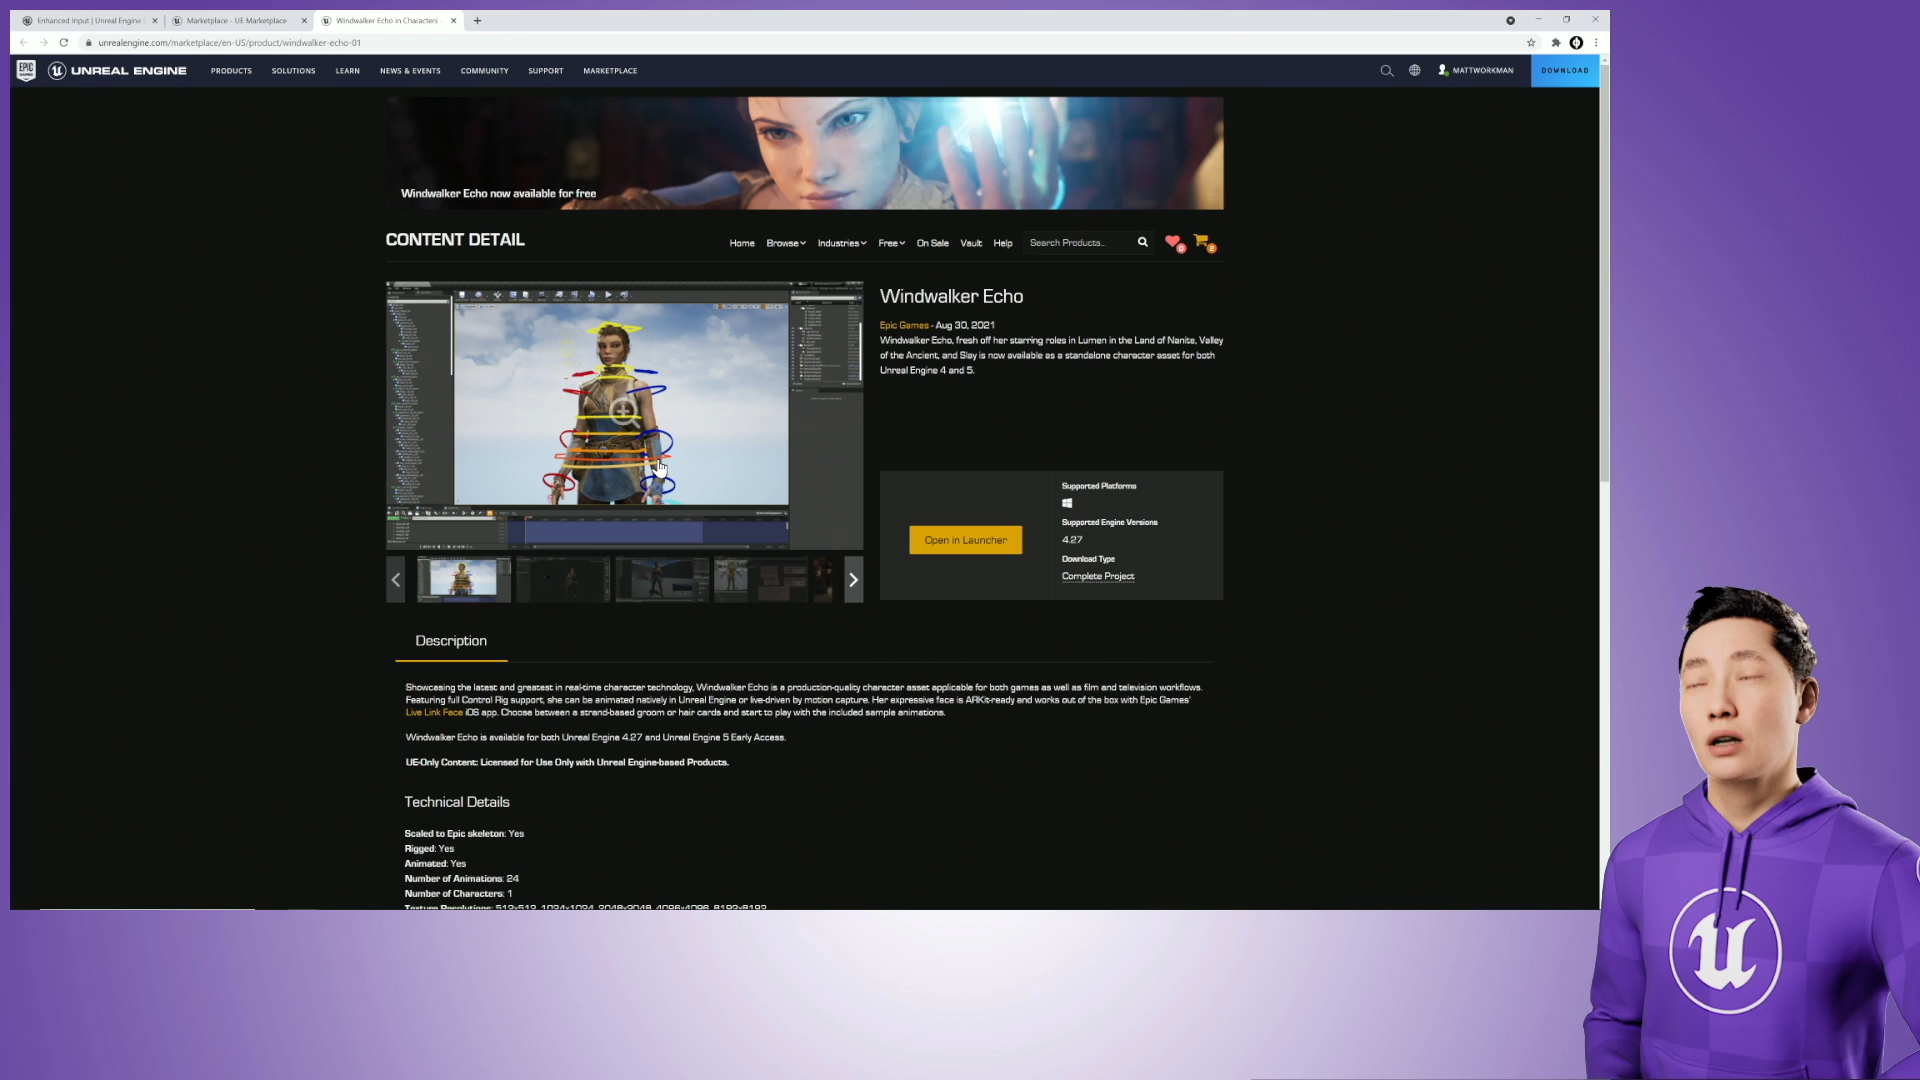 Enhanced Input | Unreal Engine
Marketplace - UE Marketplace
Windwalker Echo in Characters
unrealengine.com/marketplace/en-US/product/windwalker-echo-01
EPIC GAMES
UNREAL ENGINE
PRODUCTS
SOLUTIONS
LEARN
NEWS & EVENTS
COMMUNITY
SUPPORT
MARKETPLACE
MATTWORKMAN
DOWNLOAD
Windwalker Echo now available for free
CONTENT DETAIL
Home
Browse
Industries
Free
On Sale
Vault
Help
Search Products...
0
2
Windwalker Echo
Epic Games - Aug 30, 2021
Windwalker Echo, fresh off her starring roles in Lumen in the Land of Nanite, Valley
of the Ancient, and Slay is now available as a standalone character asset for both
Unreal Engine 4 and 5.
Open in Launcher
Supported Platforms
Supported Engine Versions
4.27
Download Type
Complete Project
Description
Showcasing the latest and greatest in real-time character technology, Windwalker Echo is a production-quality character asset applicable for both games as well as film and television workflows.
Featuring full Control Rig support, she can be animated natively in Unreal Engine or live-driven by motion capture. Her expressive face is ARKit-ready and works out of the box with Epic Games'
Live Link Face iOS app. Choose between a strand-based groom or hair cards and start to play with the included sample animations.
Windwalker Echo is available for both Unreal Engine 4.27 and Unreal Engine 5 Early Access.
UE-Only Content: Licensed for Use Only with Unreal Engine-based Products.
Technical Details
Scaled to Epic skeleton: Yes
Rigged: Yes
Animated: Yes
Number of Animations: 24
Number of Characters: 1
Texture Resolutions: 512x512, 1024x1024, 2048x2048, 4096x4096, 8192x8192